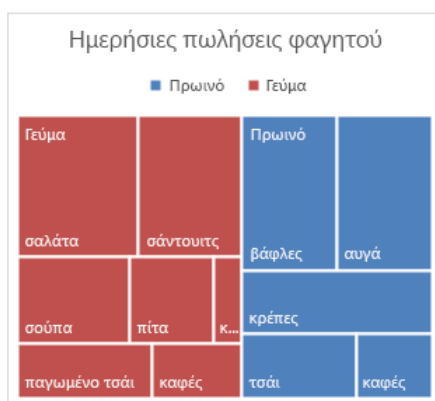 Ημερήσιες πωλήσεις φαγητού
Πρωινό Γεύμα
Γεύμα
σαλάτα
σάντουιτς
σούπα
πίτα
κ...
παγωμένο τσάι
καφές
Πρωινό
βάφλες
αυγά
κρέπες
τσάι
καφές